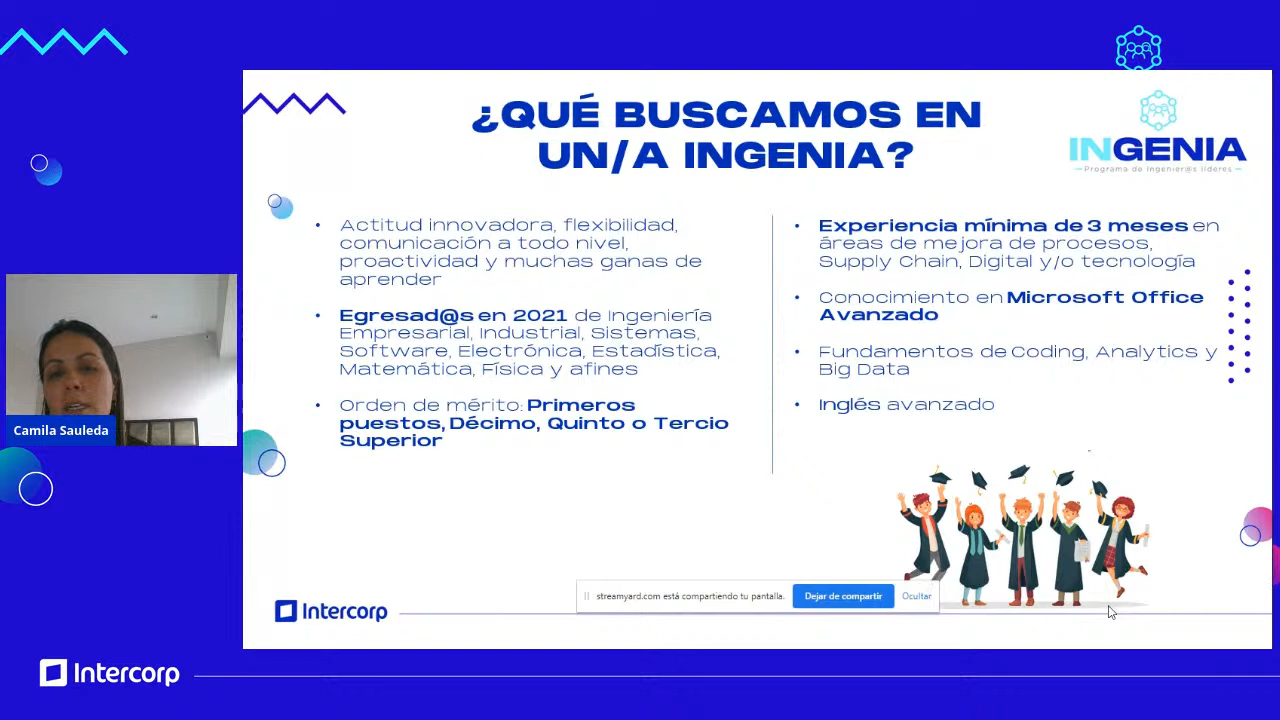 ¿QUÉ BUSCAMOS EN
UN/A INGENIA?
INGENIA
Programa de Ingenier@s líderes
• Actitud innovadora, flexibilidad,
comunicación a todo nivel,
proactividad y muchas ganas de
aprender
• Egresad@s en 2021 de Ingeniería
Empresarial, Industrial, Sistemas,
Software, Electrónica, Estadística,
Matemática, Física y afines
• Orden de mérito: Primeros
puestos, Décimo, Quinto o Tercio
Superior
• Experiencia mínima de 3 meses en
áreas de mejora de procesos,
Supply Chain, Digital y/o tecnología
• Conocimiento en Microsoft Office
Avanzado
• Fundamentos de Coding, Analytics y
Big Data
• Inglés avanzado
Camila Sauleda
streamyard.com está compartiendo tu pantalla.
Dejar de compartir
Ocultar
Intercorp
Intercorp